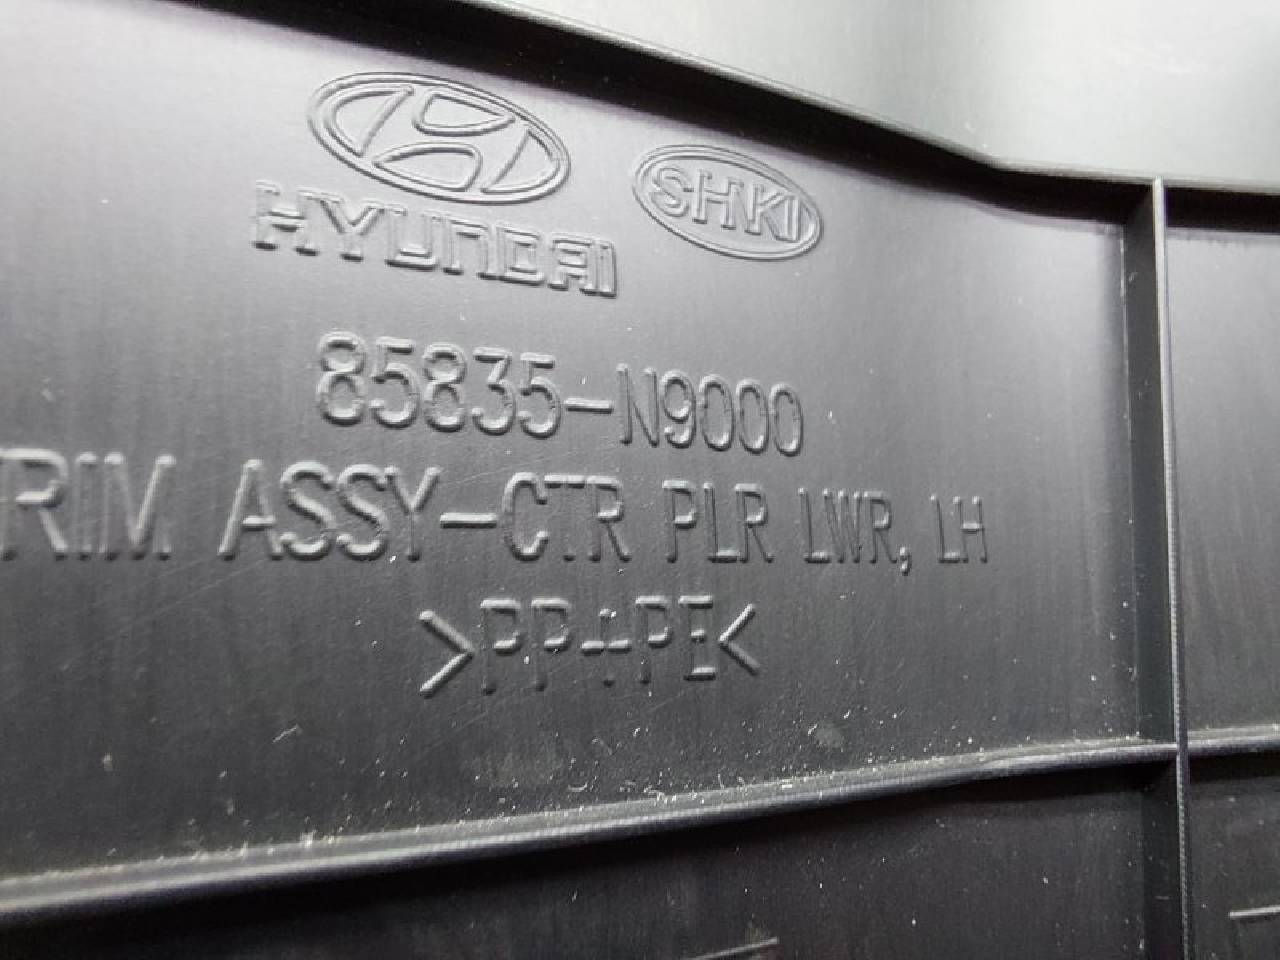 HYUNDAI SHKI
85835-N9000
RIM ASSY-CTR PLR LWR, LH
>PP+PE<